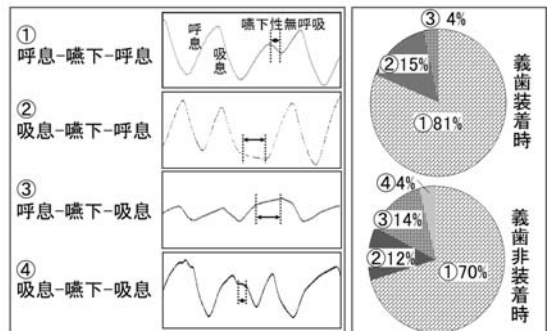 ①
呼息-嚥下-呼息
呼息
吸息
嚥下性無呼吸
②
吸息-嚥下-呼息
③
呼息-嚥下-吸息
④
吸息-嚥下-吸息
③ 4%
②15%
①81%
義歯装着時
④4%
③14%
②12%
①70%
義歯非装着時